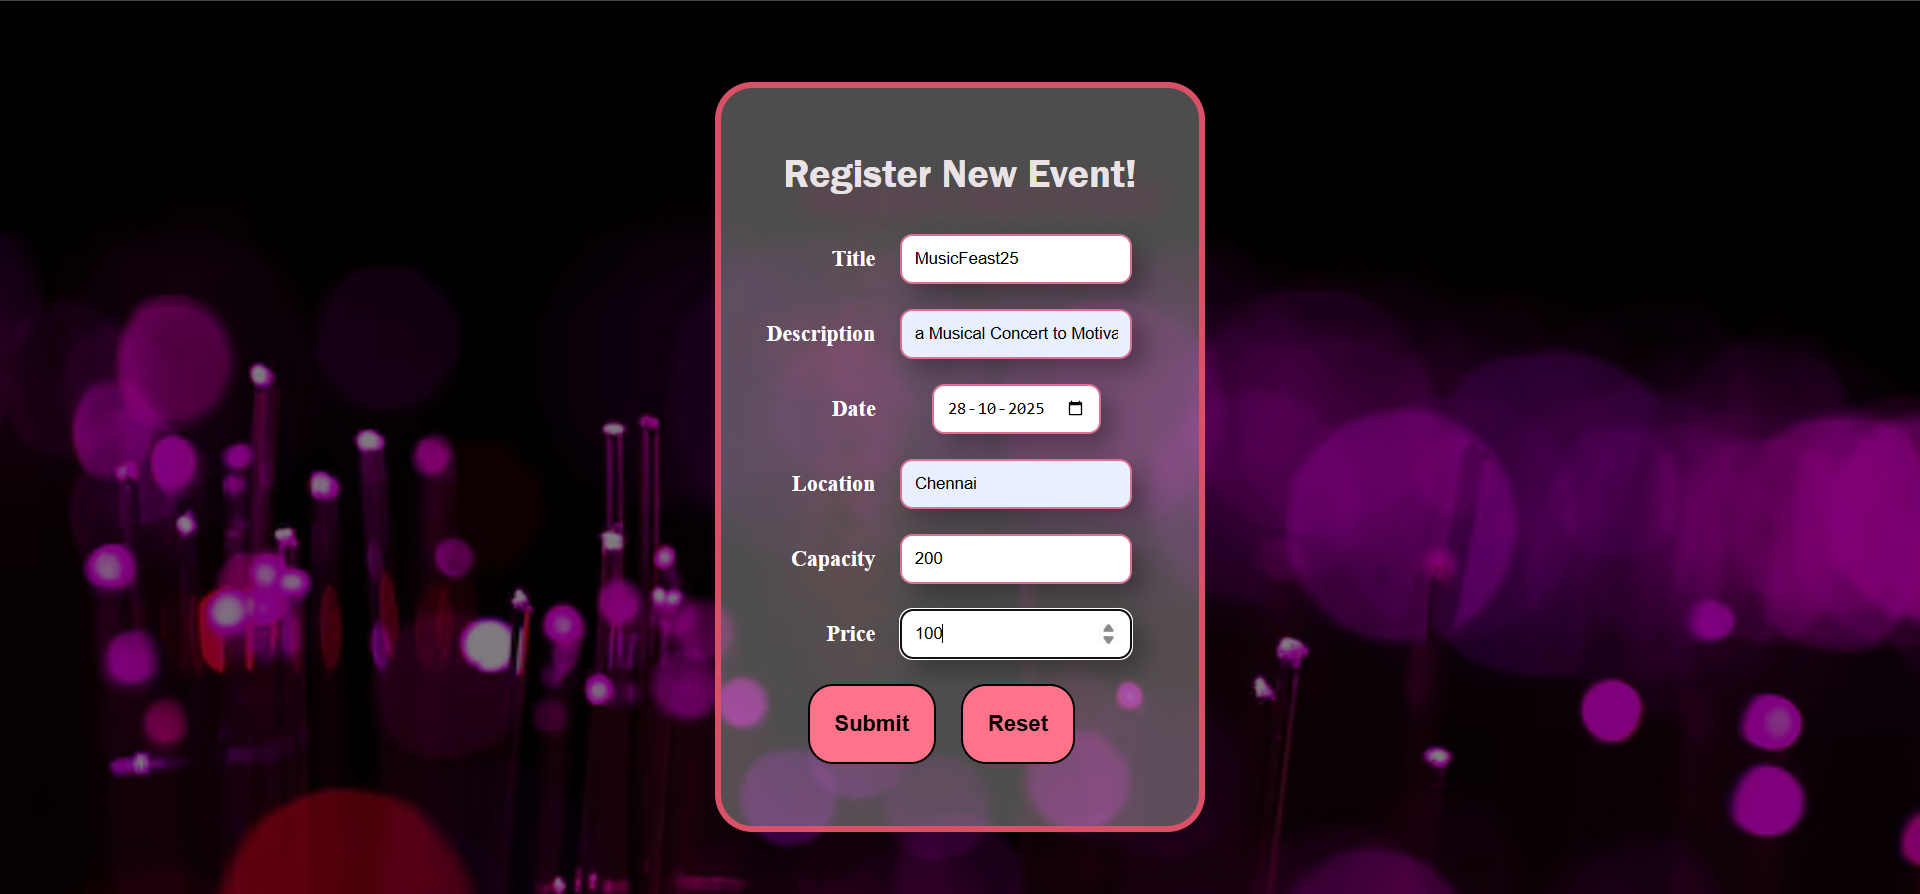 Register New Event!
Title MusicFeast25
Description a Musical Concert to Motiva
Date 28-10-2025
Location Chennai
Capacity 200
Price 100
Submit Reset